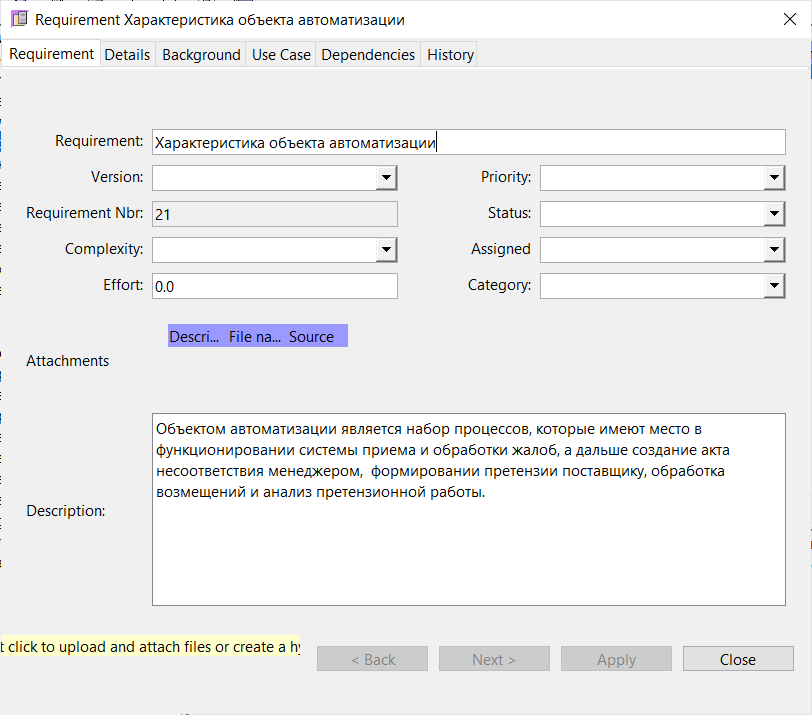 Requirement Характеристика объекта автоматизации
Requirement Details Background Use Case Dependencies History
Requirement: Характеристика объекта автоматизации
Version: Priority:
Requirement Nbr: 21 Status:
Complexity: Assigned
Effort: 0.0 Category:
Descri... File na... Source
Attachments
Объектом автоматизации является набор процессов, которые имеют место в
функционировании системы приема и обработки жалоб, а дальше создание акта
несоответствия менеджером, формировании претензии поставщику, обработка
возмещений и анализ претензионной работы.
Description:
t click to upload and attach files or create a hy
< Back Next > Apply Close